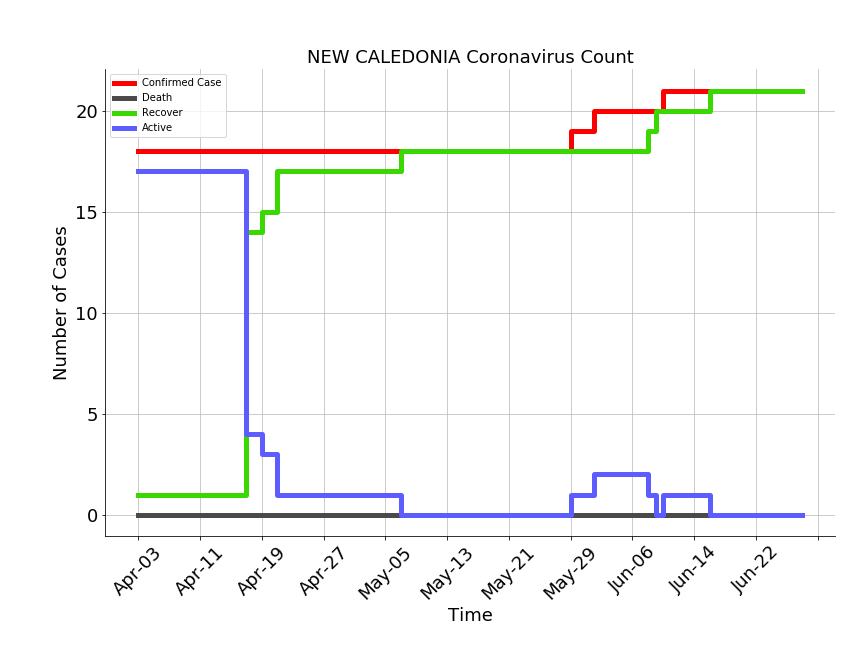 NEW CALEDONIA Coronavirus Count
Confirmed Case
Death
Recover
Active
20
15
10
5
0
Number of Cases
Apr-03
Apr-11
Apr-19
Apr-27
May-05
May-13
May-21
May-29
Jun-06
Jun-14
Jun-22
Time